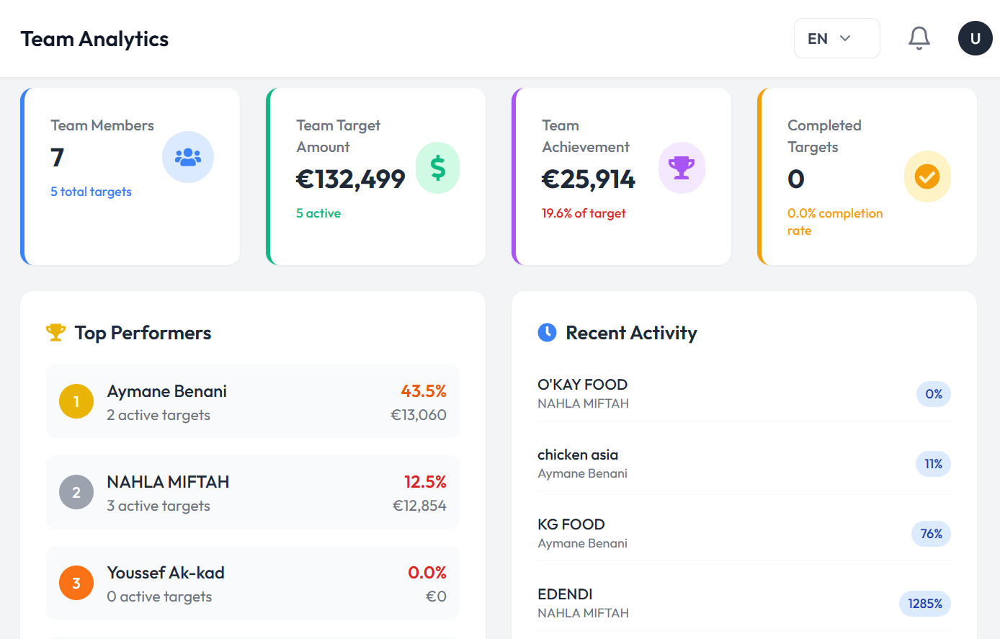 Team Analytics
EN
U
Team Members
7
5 total targets
Team Target
Amount
€132,499
5 active
Team
Achievement
€25,914
19.6% of target
Completed
Targets
0
0.0% completion
rate
Top Performers
1
Aymane Benani
43.5%
2 active targets
€13,060
2
NAHLA MIFTAH
12.5%
3 active targets
€12,854
3
Youssef Ak-kad
0.0%
0 active targets
€0
Recent Activity
O'KAY FOOD
NAHLA MIFTAH
0%
chicken asia
Aymane Benani
11%
KG FOOD
Aymane Benani
76%
EDENDI
NAHLA MIFTAH
1285%